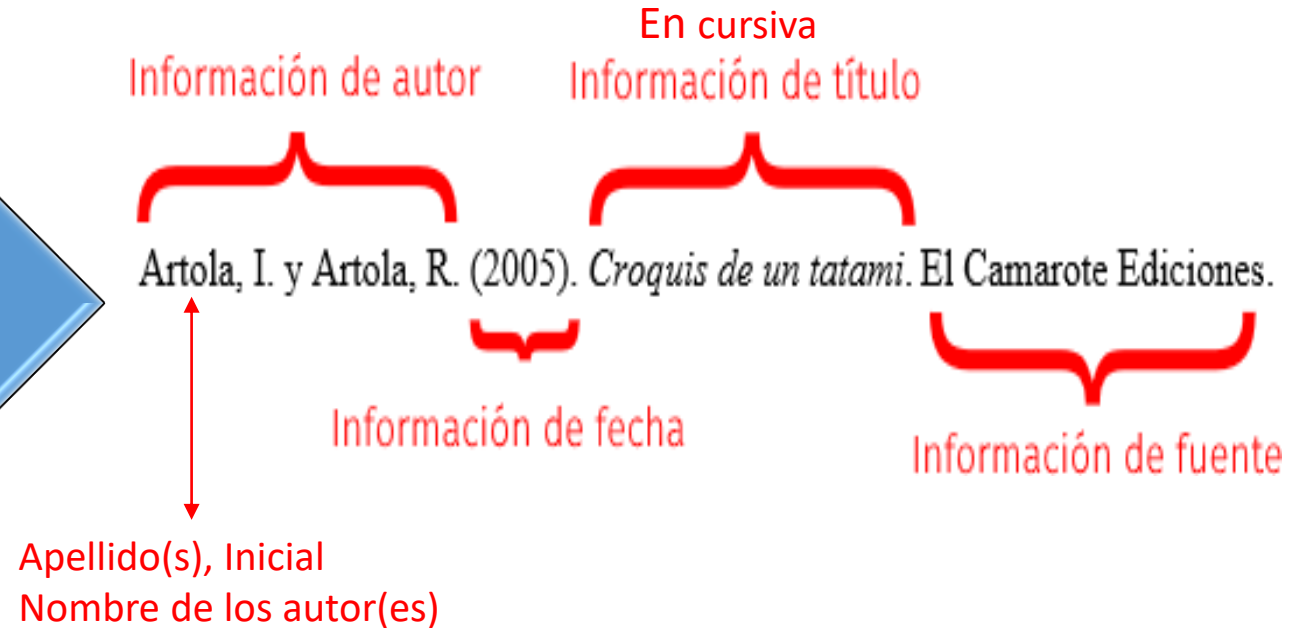 En cursiva
Información de autor
Información de título
Artola, I. y Artola, R. (2005). Croquis de un tatami. El Camarote Ediciones.
Información de fecha
Información de fuente
Apellido(s), Inicial
Nombre de los autor(es)